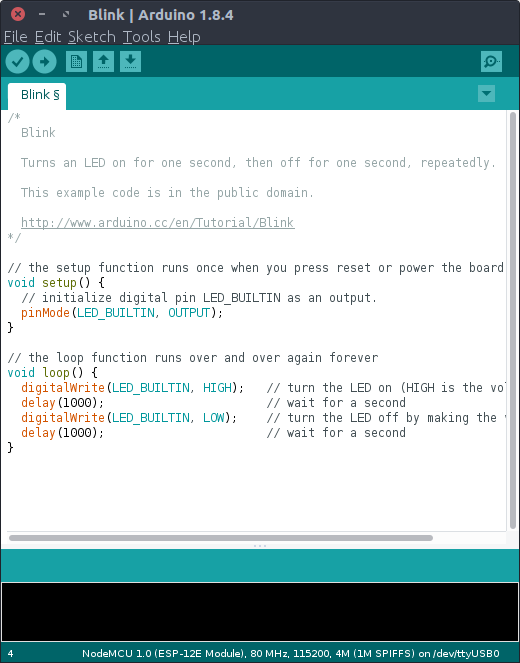 Blink | Arduino 1.8.4
File Edit Sketch Tools Help
Blink §
/*
  Blink

  Turns an LED on for one second, then off for one second, repeatedly.

  This example code is in the public domain.

  http://www.arduino.cc/en/Tutorial/Blink
*/

// the setup function runs once when you press reset or power the board
void setup() {
  // initialize digital pin LED_BUILTIN as an output.
  pinMode(LED_BUILTIN, OUTPUT);
}

// the loop function runs over and over again forever
void loop() {
  digitalWrite(LED_BUILTIN, HIGH);   // turn the LED on (HIGH is the vol
  delay(1000);                       // wait for a second
  digitalWrite(LED_BUILTIN, LOW);    // turn the LED off by making the
  delay(1000);                       // wait for a second
}
4 NodeMCU 1.0 (ESP-12E Module), 80 MHz, 115200, 4M (1M SPIFFS) on /dev/ttyUSB0